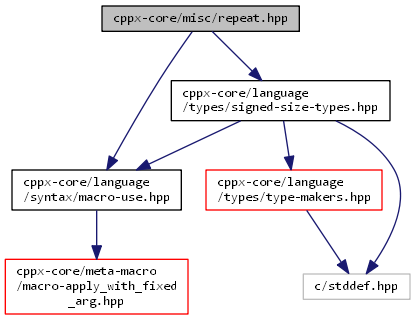 cppx-core/misc/repeat.hpp
cppx-core/language
/types/signed-size-types.hpp
cppx-core/language
/syntax/macro-use.hpp
cppx-core/language
/types/type-makers.hpp
cppx-core/meta-macro
/macro-apply_with_fixed
_arg.hpp
c/stddef.hpp